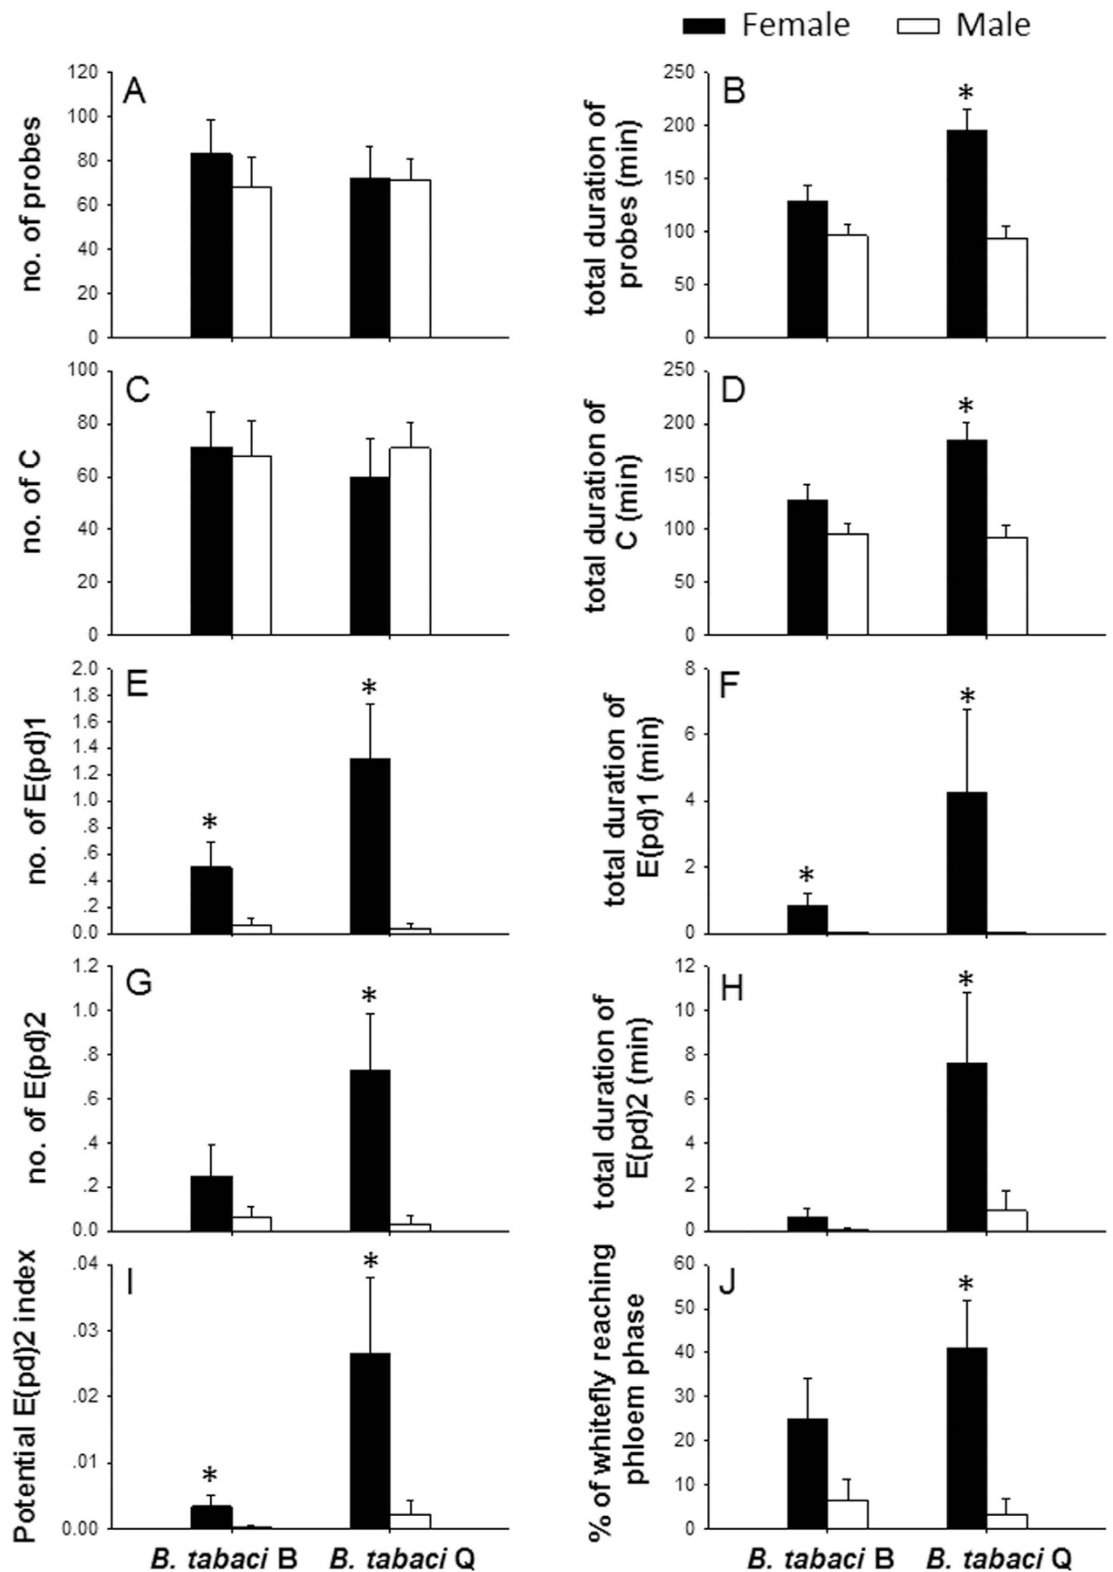 Female Male
A
no. of probes
120
100
80
60
40
20
0
B
total duration of
probes (min)
250
200
150
100
50
0
*
C
no. of C
100
80
60
40
20
0
D
total duration of
C (min)
250
200
150
100
50
0
*
E
no. of E(pd)1
2.0
1.8
1.6
1.4
1.2
1.0
.8
.6
.4
.2
0.0
* *
F
total duration of
E(pd)1 (min)
8
6
4
2
0
* *
G
no. of E(pd)2
1.2
1.0
.8
.6
.4
.2
0.0
*
H
total duration of
E(pd)2 (min)
12
10
8
6
4
2
0
*
I
Potential E(pd)2 index
.04
.03
.02
.01
0.00
* *
B. tabaci B B. tabaci Q
J
% of whitefly reaching
phloem phase
60
50
40
30
20
10
0
*
B. tabaci B B. tabaci Q